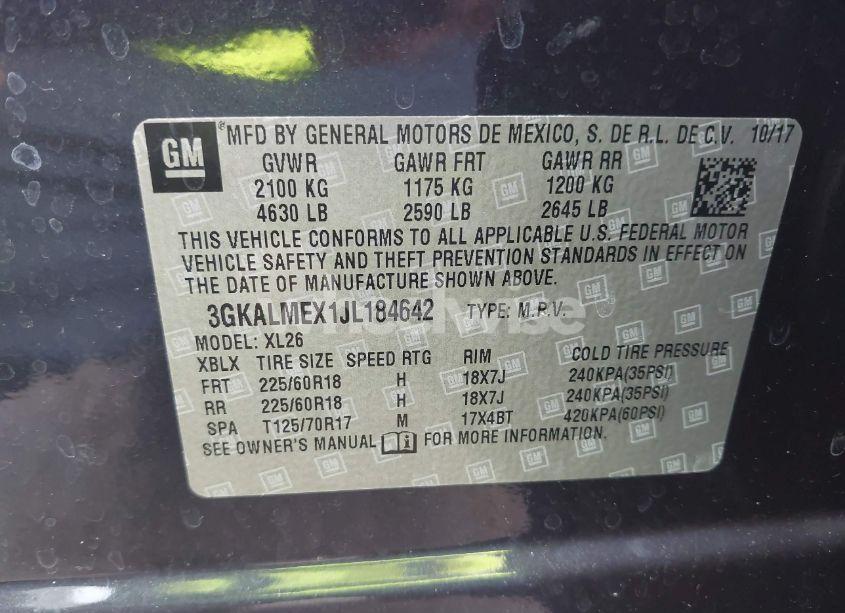 GM ® MFD BY GENERAL MOTORS DE MEXICO, S. DE R.L. DE C.V. 10/17
GVWR GAWR FRT GAWR RR
2100 KG 1175 KG 1200 KG
4630 LB 2590 LB 2645 LB
THIS VEHICLE CONFORMS TO ALL APPLICABLE U.S. FEDERAL MOTOR
VEHICLE SAFETY AND THEFT PREVENTION STANDARDS IN EFFECT ON
THE DATE OF MANUFACTURE SHOWN ABOVE.
3GKALMEX1JL184642 TYPE: M.P.V.
MODEL: XL26
XBLX TIRE SIZE SPEED RTG RIM COLD TIRE PRESSURE
FRT 225/60R18 H 18X7J 240KPA(35PSI)
RR 225/60R18 H 18X7J 240KPA(35PSI)
SPA T125/70R17 M 17X4BT 420KPA(60PSI)
SEE OWNER'S MANUAL FOR MORE INFORMATION.